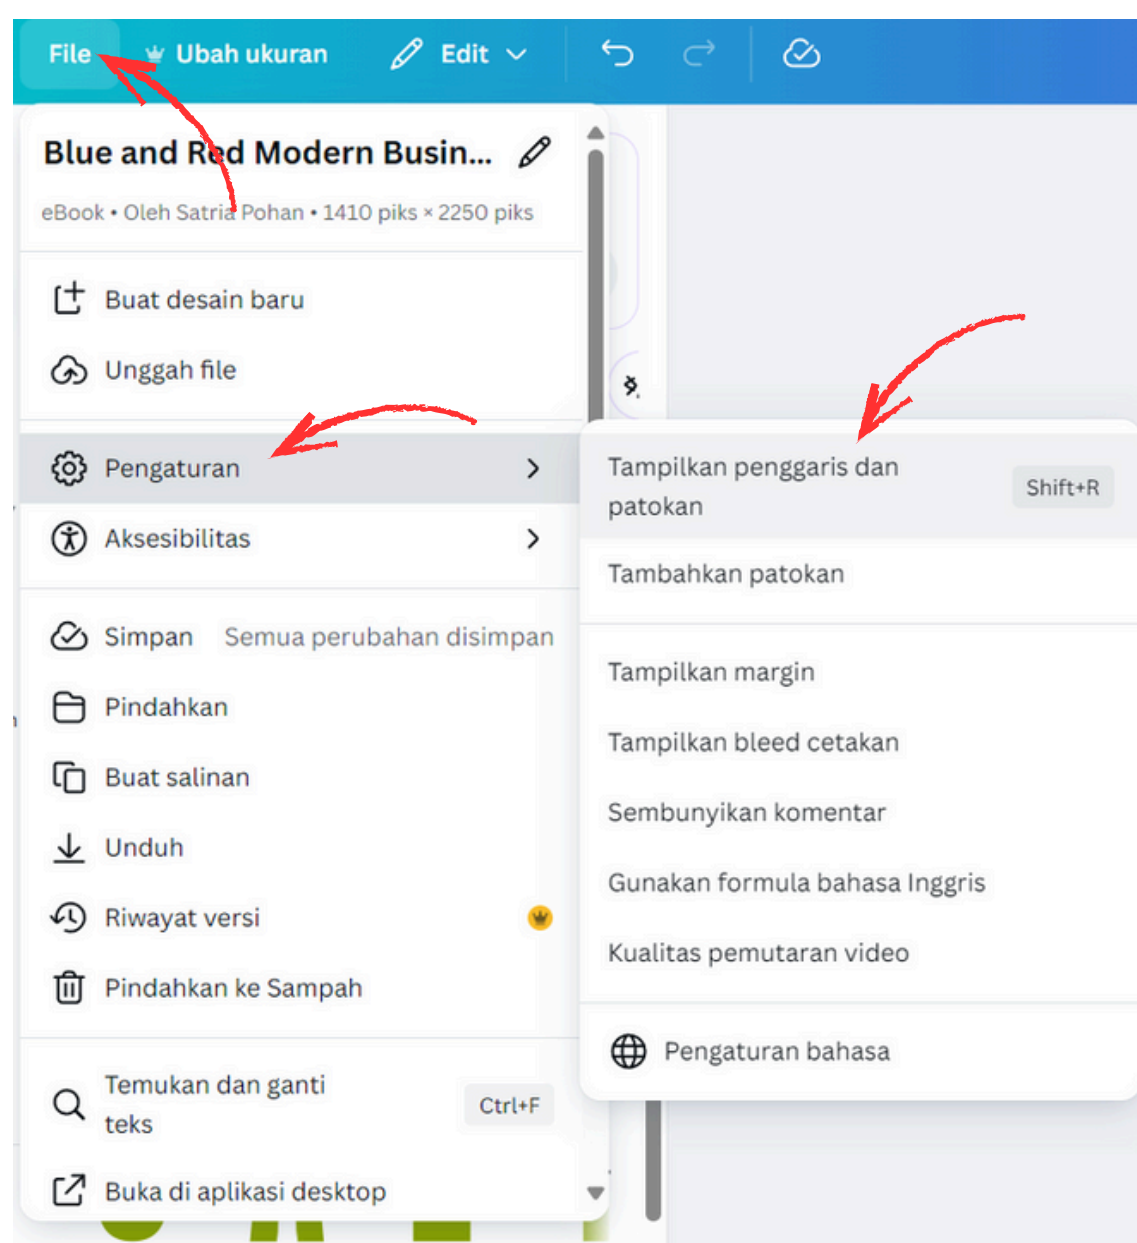 File
Ubah ukuran
Edit
Blue and Red Modern Busin...
eBook • Oleh Satria Pohan • 1410 piks × 2250 piks
Buat desain baru
Unggah file
Pengaturan
Aksesibilitas
Simpan Semua perubahan disimpan
Pindahkan
Buat salinan
Unduh
Riwayat versi
Pindahkan ke Sampah
Temukan dan ganti
teks
Ctrl+F
Buka di aplikasi desktop
Tampilkan penggaris dan
patokan
Shift+R
Tambahkan patokan
Tampilkan margin
Tampilkan bleed cetakan
Sembunyikan komentar
Gunakan formula bahasa Inggris
Kualitas pemutaran video
Pengaturan bahasa